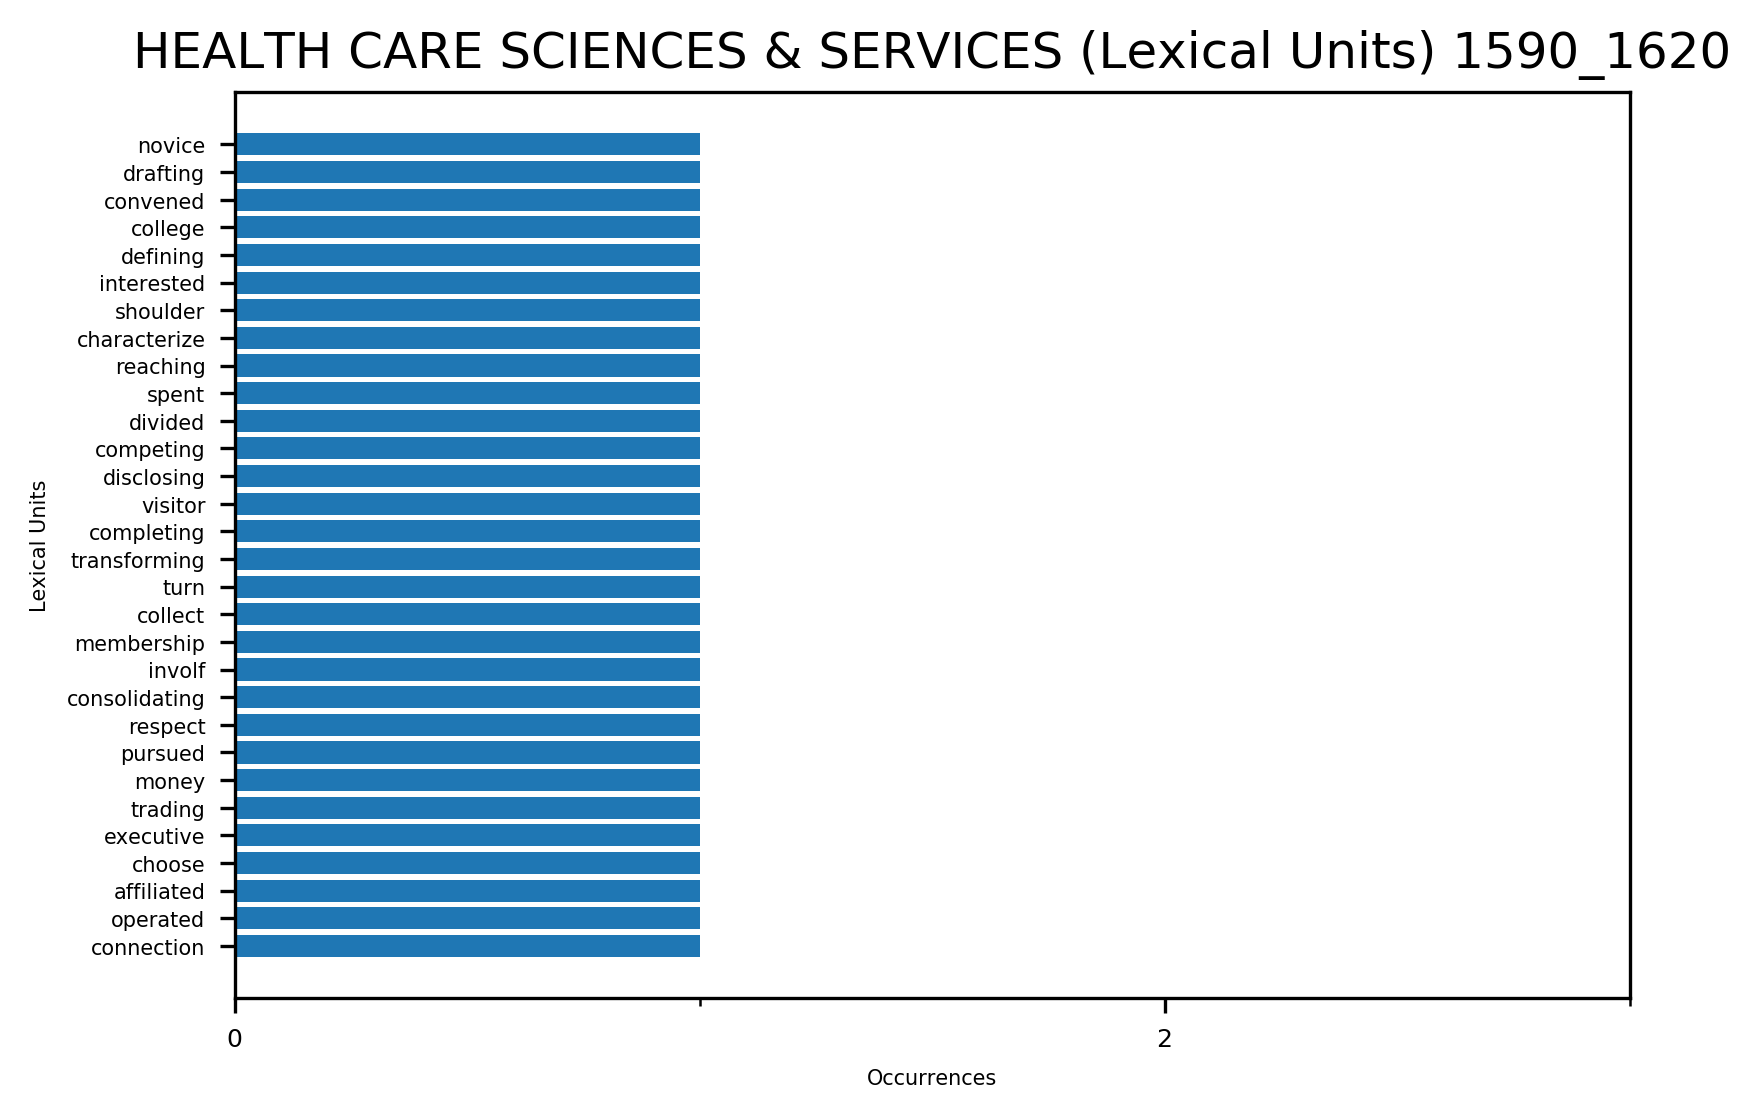 HEALTH CARE SCIENCES & SERVICES (Lexical Units) 1590_1620
novice
drafting
convened
college
defining
interested
shoulder
characterize
reaching
spent
divided
competing
disclosing
visitor
completing
transforming
turn
collect
membership
involf
consolidating
respect
pursued
money
trading
executive
choose
affiliated
operated
connection
Lexical Units
0 2
Occurrences